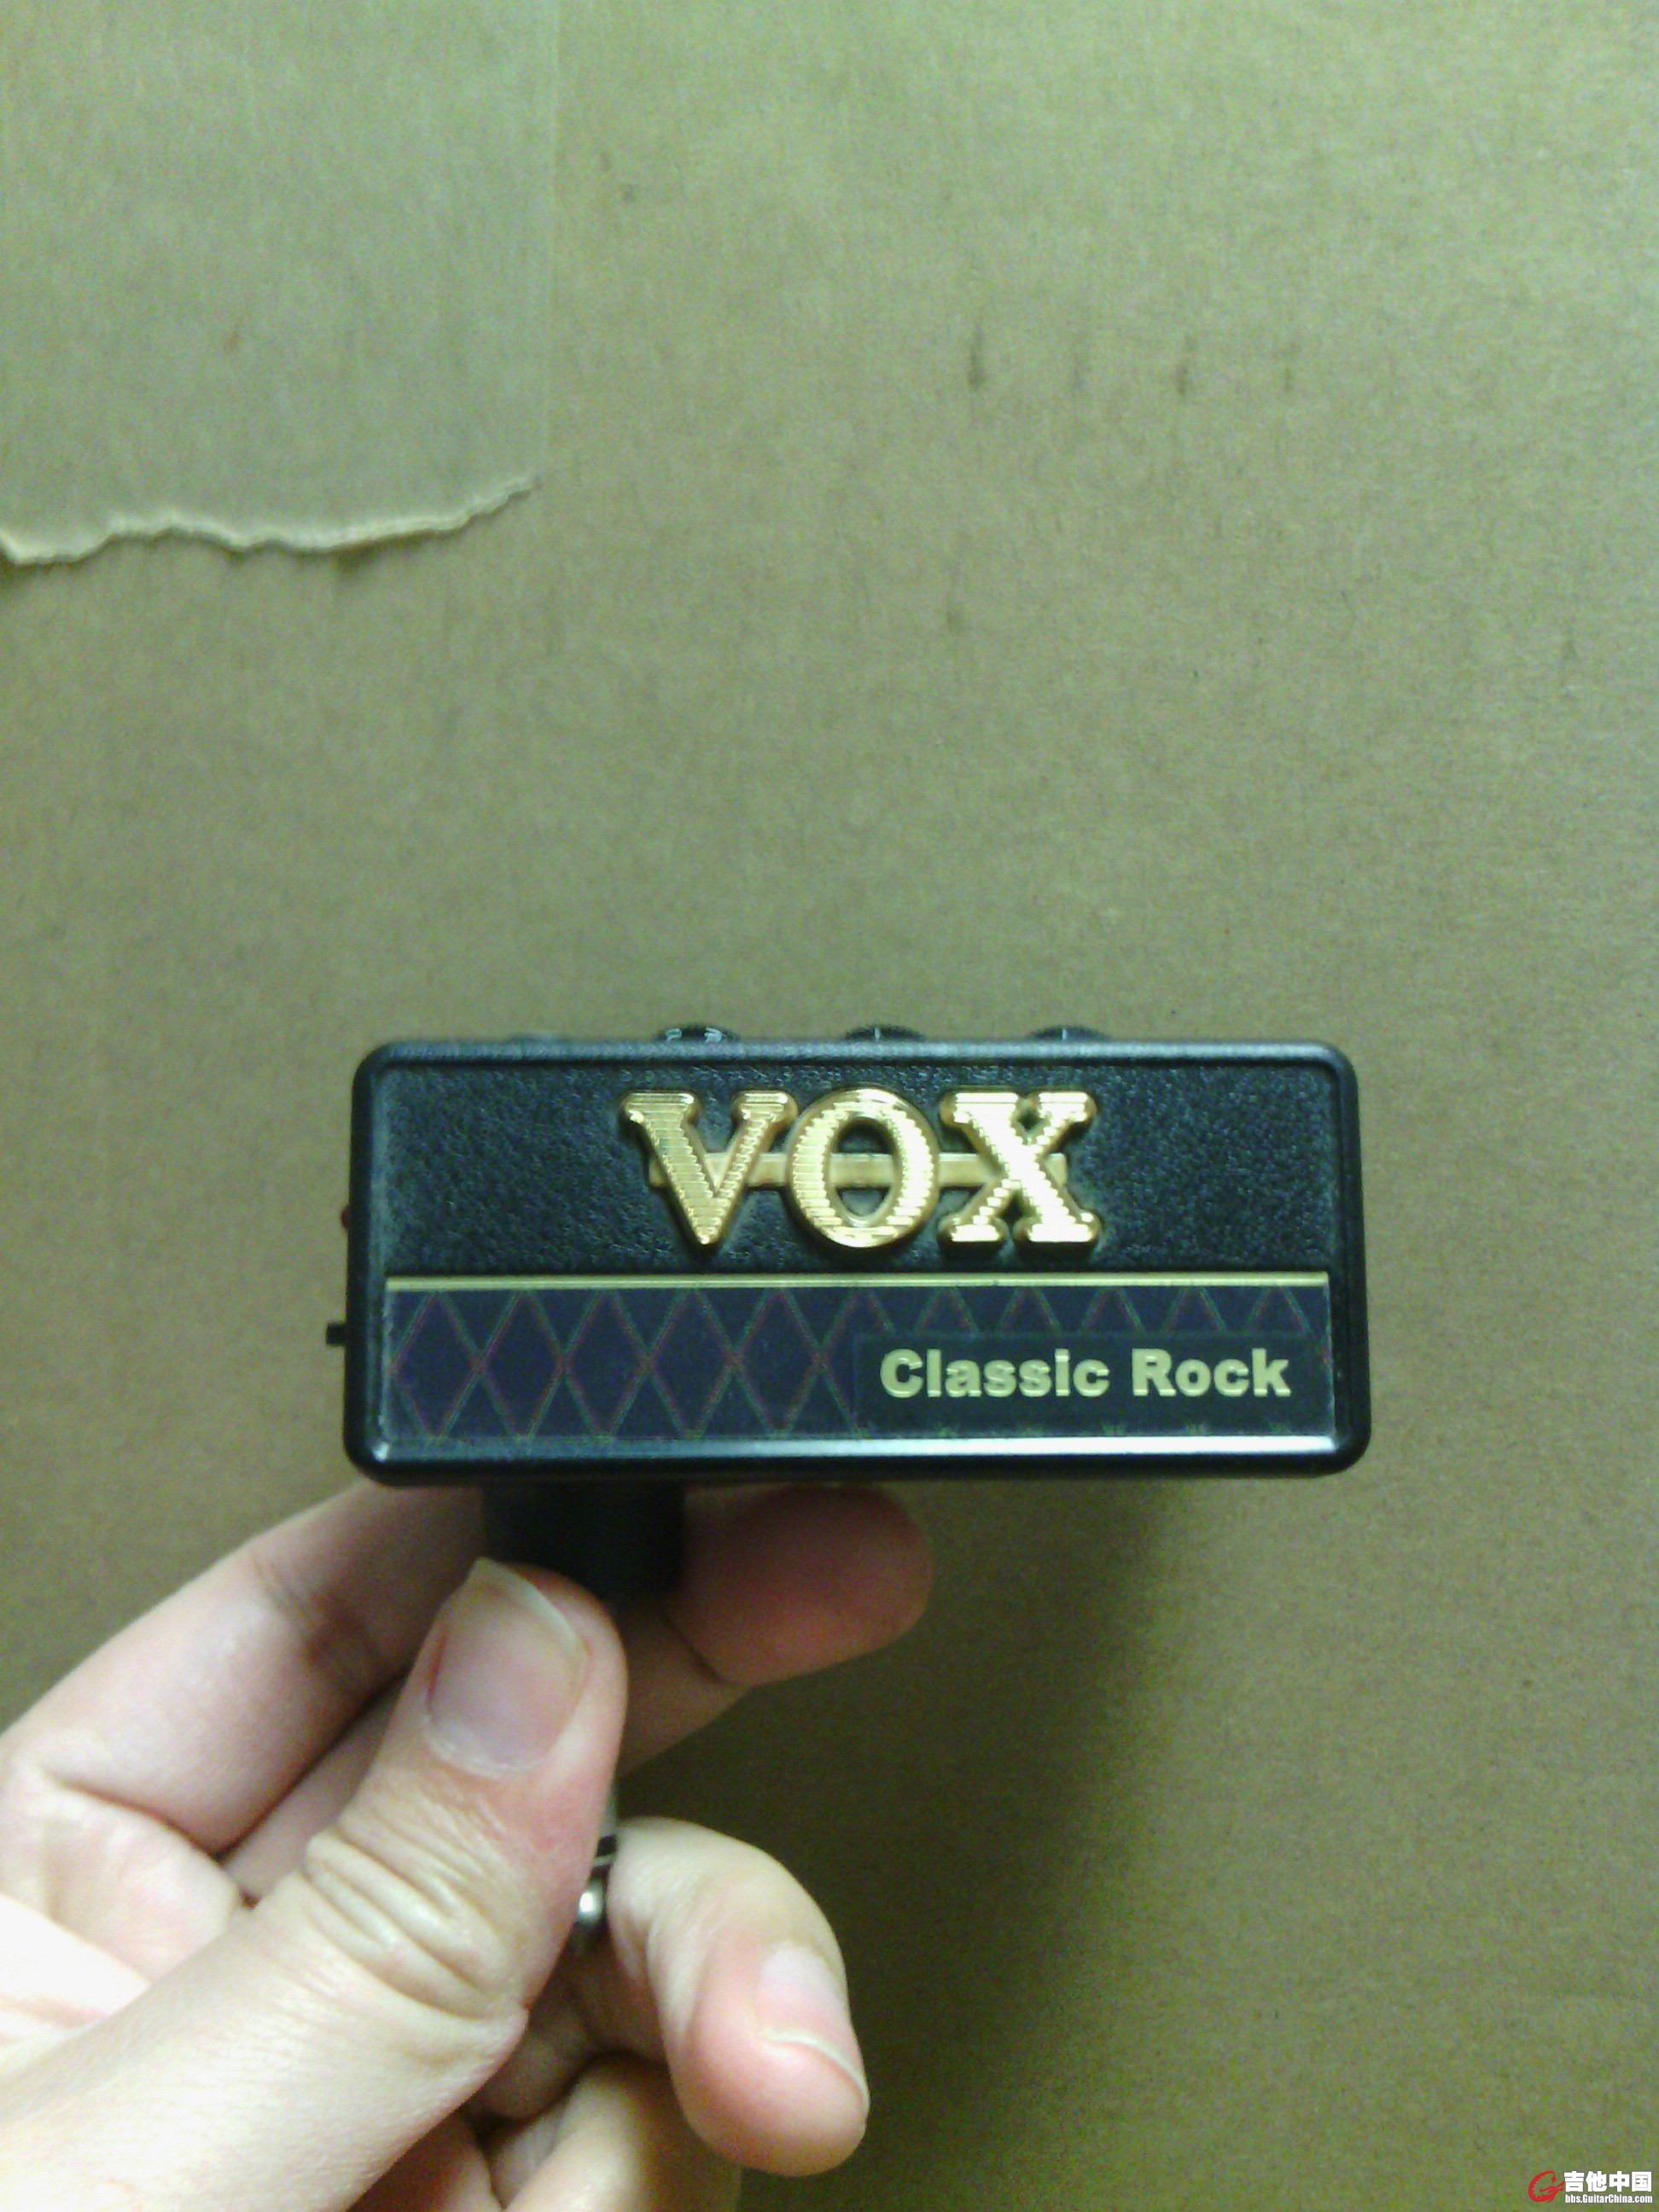 VOX
Classic Rock
吉他中国
bbs.GuitarChina.com